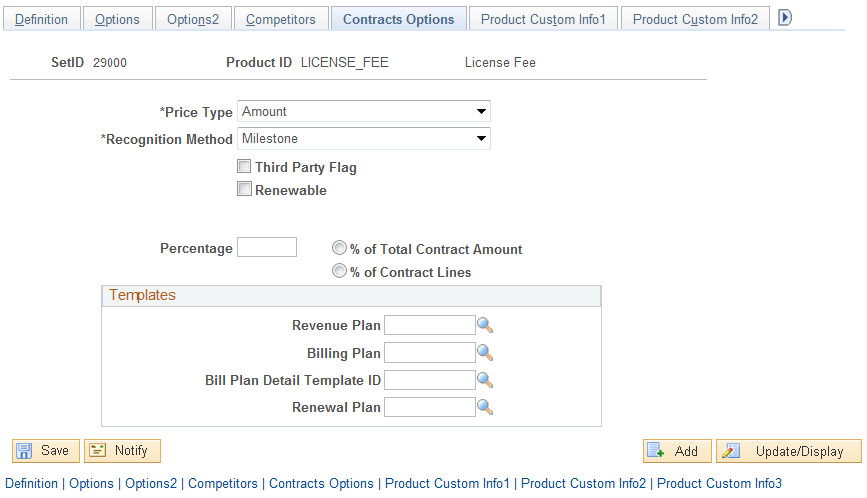 Definition Options Options2 Competitors Contracts Options Product Custom Info1 Product Custom Info2
SetID 29000 Product ID LICENSE_FEE License Fee
*Price Type Amount
*Recognition Method Milestone
Third Party Flag
Renewable
Percentage % of Total Contract Amount
% of Contract Lines
Templates
Revenue Plan
Billing Plan
Bill Plan Detail Template ID
Renewal Plan
Save Notify Add Update/Display
Definition | Options | Options2 | Competitors | Contracts Options | Product Custom Info1 | Product Custom Info2 | Product Custom Info3